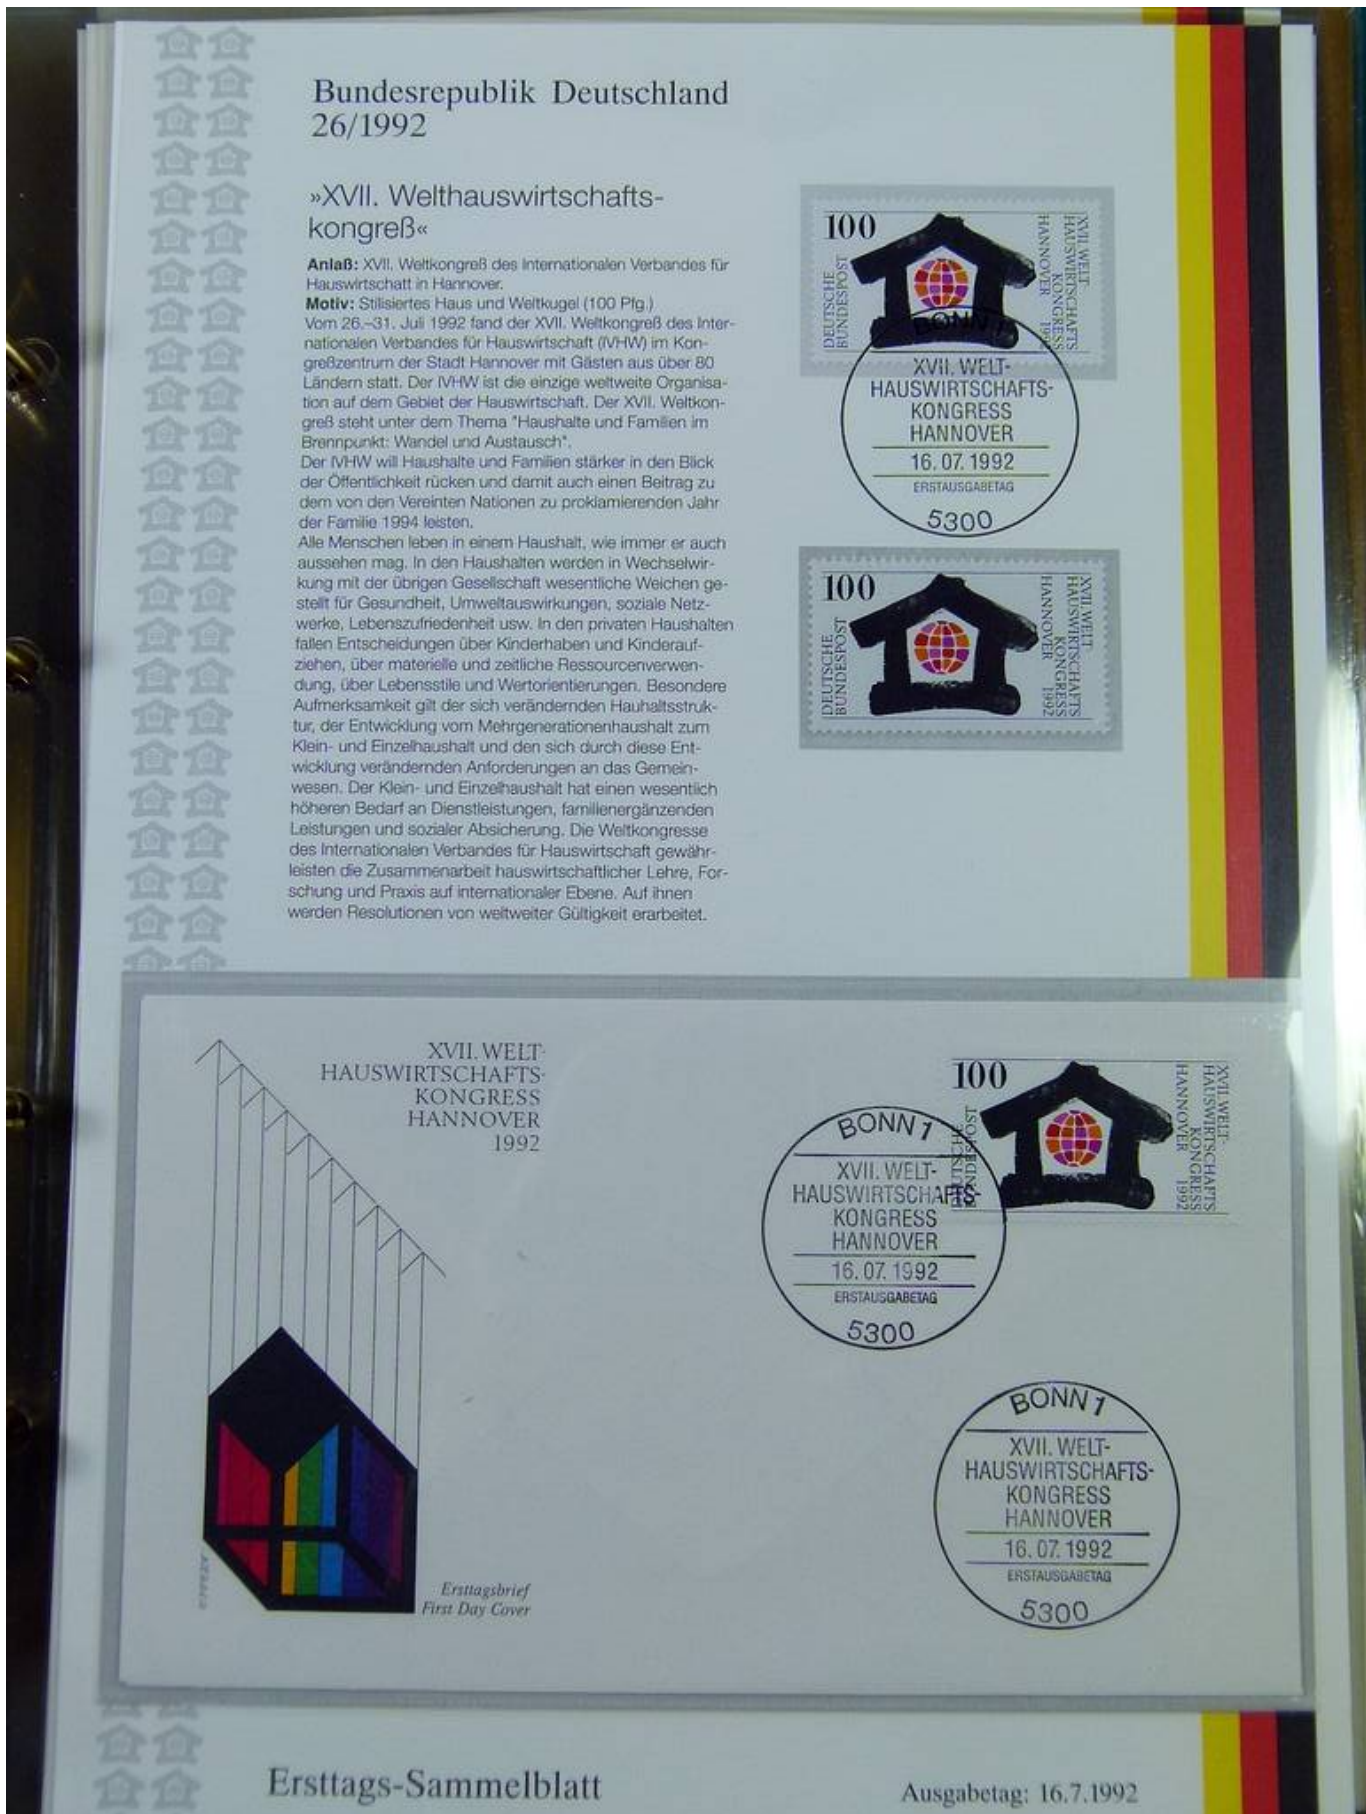 Bundesrepublik Deutschland
26/1992
»XVII. Welthauswirtschafts-
kongreß«
Anlaß: XVII. Weltkongreß des Internationalen Verbandes für
Hauswirtschatt in Hannover.
Motiv: Stilisiertes Haus und Weltkugel (100 Pfg.)
Vom 26.–31. Juli 1992 fand der XVII. Weltkongreß des Inter-
nationalen Verbandes für Hauswirtschaft (IVHW) im Kon-
greßzentrum der Stadt Hannover mit Gästen aus über 80
Ländern statt. Der IVHW ist die einzige weltweite Organisa-
tion auf dem Gebiet der Hauswirtschaft. Der XVII. Weltkon-
greß steht unter dem Thema "Haushalte und Familien im
Brennpunkt: Wandel und Austausch".
Der IVHW will Haushalte und Familien stärker in den Blick
der Öffentlichkeit rücken und damit auch einen Beitrag zu
dem von den Vereinten Nationen zu proklamierenden Jahr
der Familie 1994 leisten.
Alle Menschen leben in einem Haushalt, wie immer er auch
aussehen mag. In den Haushalten werden in Wechselwir-
kung mit der übrigen Gesellschaft wesentliche Weichen ge-
stellt für Gesundheit, Umweltauswirkungen, soziale Netz-
werke, Lebenszufriedenheit usw. In den privaten Haushalten
fallen Entscheidungen über Kinderhaben und Kinderauf-
ziehen, über materielle und zeitliche Ressourcenverwen-
dung, über Lebensstile und Wertorientierungen. Besondere
Aufmerksamkeit gilt der sich verändernden Hauhaltsstruk-
tur, der Entwicklung vom Mehrgenerationenhaushalt zum
Klein- und Einzelhaushalt und den sich durch diese Ent-
wicklung verändernden Anforderungen an das Gemein-
wesen. Der Klein- und Einzelhaushalt hat einen wesentlich
höheren Bedarf an Dienstleistungen, familienergänzenden
Leistungen und sozialer Absicherung. Die Weltkongresse
des Internationalen Verbandes für Hauswirtschaft gewähr-
leisten die Zusammenarbeit hauswirtschaftlicher Lehre, For-
schung und Praxis auf internationaler Ebene. Auf ihnen
werden Resolutionen von weltweiter Gültigkeit erarbeitet.
100
DEUTSCHE
BUNDESPOST
XVII. WELT
HAUSWIRTSCHAFTS
KONGRESS
HANNOVER 1992
BONN 1
XVII. WELT-
HAUSWIRTSCHAFTS-
KONGRESS
HANNOVER
16.07.1992
ERSTAUSGABETAG
5300
100
DEUTSCHE
BUNDESPOST
XVII. WELT
HAUSWIRTSCHAFTS
KONGRESS
HANNOVER 1992
XVII. WELT-
HAUSWIRTSCHAFTS-
KONGRESS
HANNOVER
1992
100
DEUTSCHE
BUNDESPOST
XVII. WELT-
HAUSWIRTSCHAFTS
KONGRESS
HANNOVER 1992
BONN 1
XVII. WELT-
HAUSWIRTSCHAFTS-
KONGRESS
HANNOVER
16.07.1992
ERSTAUSGABETAG
5300
BONN 1
XVII. WELT-
HAUSWIRTSCHAFTS-
KONGRESS
HANNOVER
16.07.1992
ERSTAUSGABETAG
5300
Ersttagsbrief
First Day Cover
Ersttags-Sammelblatt
Ausgabetag: 16.7.1992